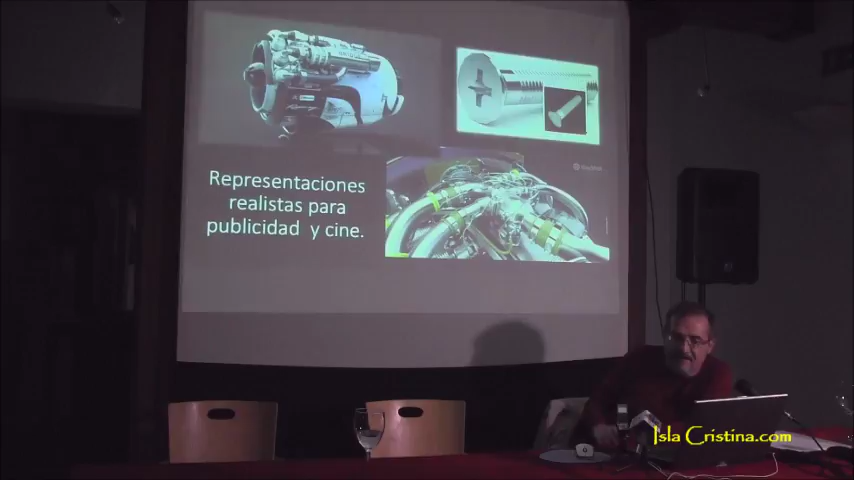 Representaciones
realistas para
publicidad y cine.
Isla Cristina.com